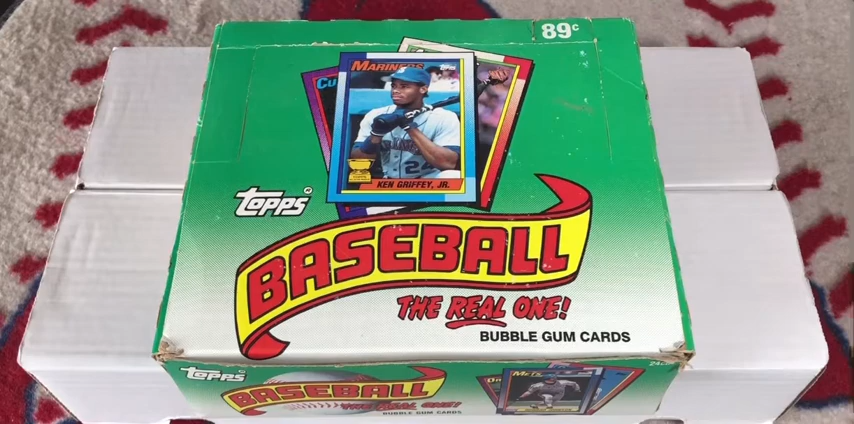 89¢
MARINERS
Topps
Cu
KEN GRIFFEY, JR.
Topps
BASEBALL
THE REAL ONE!
BUBBLE GUM CARDS
Topps
BASEBALL
THE REAL ONE!
BUBBLE GUM CARDS
METS